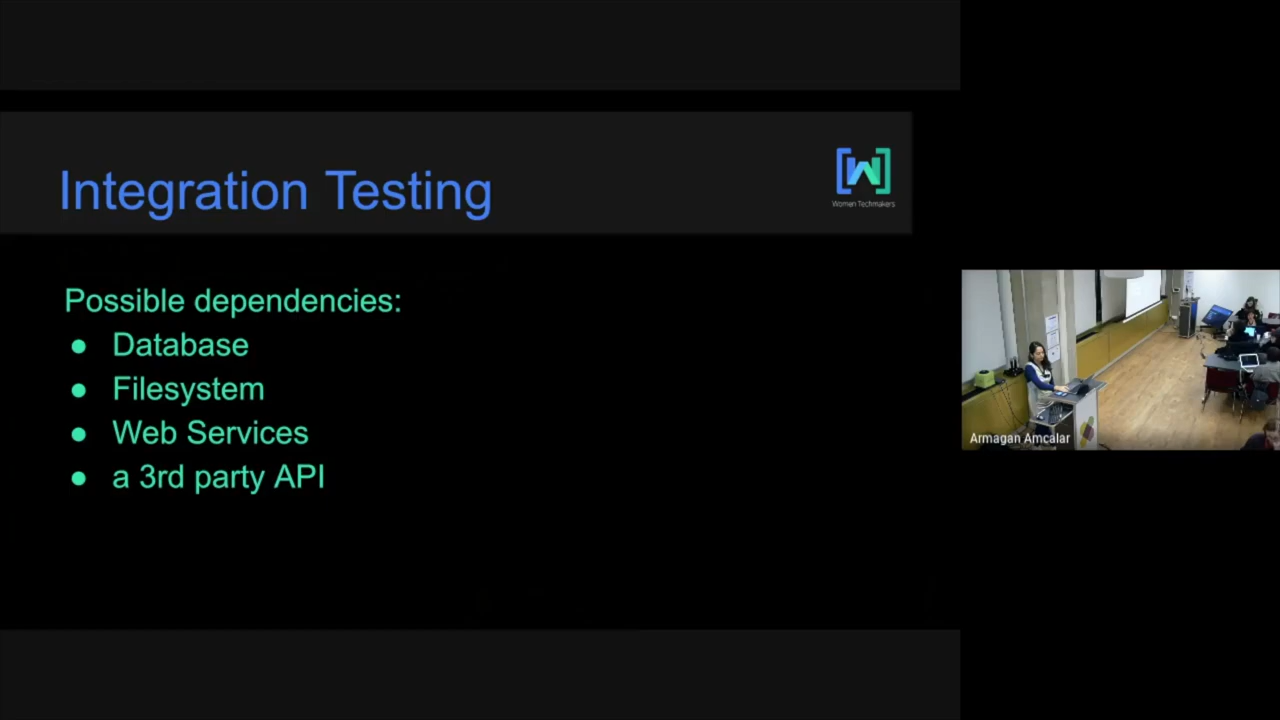 Integration Testing
Women Techmakers
Possible dependencies:
● Database
● Filesystem
● Web Services
● a 3rd party API
Armagan Amcalar